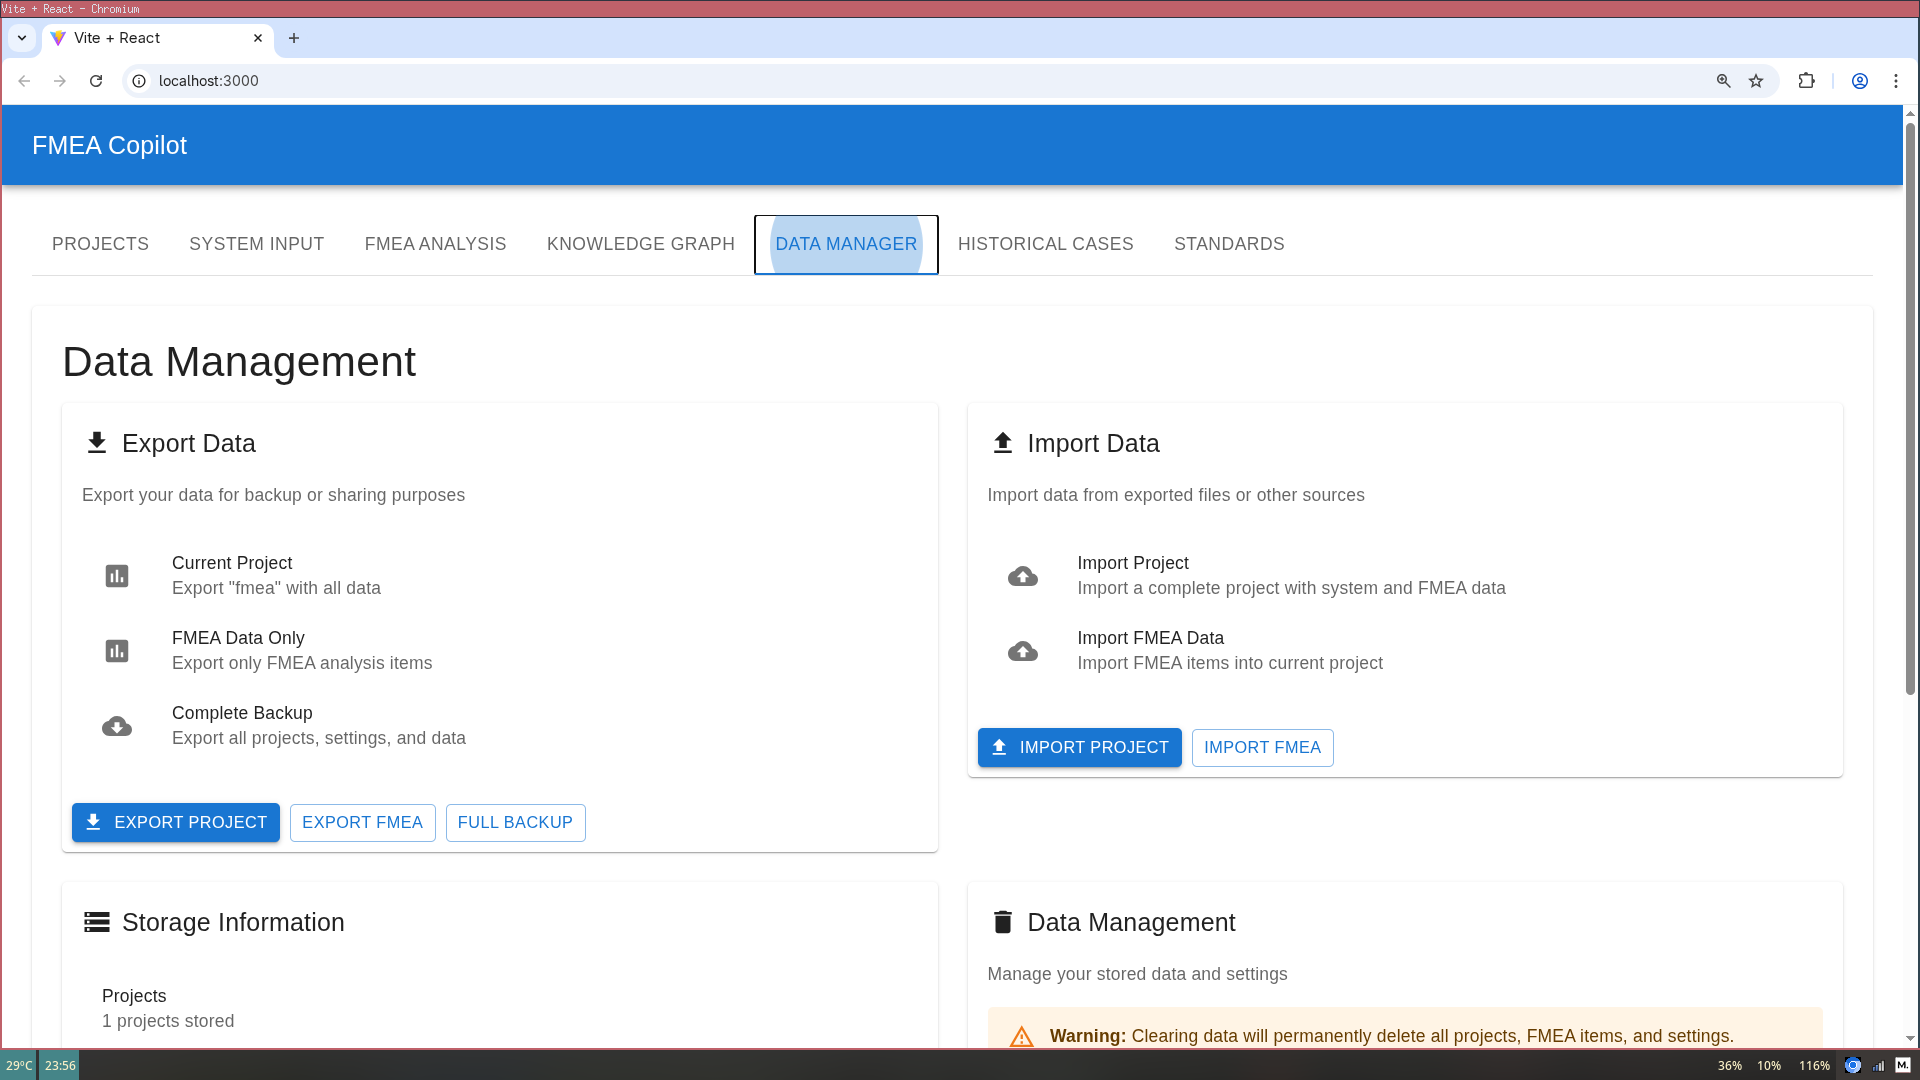 Vite + React - Chromium
Vite + React
localhost:3000
FMEA Copilot
PROJECTS SYSTEM INPUT FMEA ANALYSIS KNOWLEDGE GRAPH DATA MANAGER HISTORICAL CASES STANDARDS
Data Management
Export Data
Export your data for backup or sharing purposes
Current Project
Export "fmea" with all data
FMEA Data Only
Export only FMEA analysis items
Complete Backup
Export all projects, settings, and data
EXPORT PROJECT EXPORT FMEA FULL BACKUP
Import Data
Import data from exported files or other sources
Import Project
Import a complete project with system and FMEA data
Import FMEA Data
Import FMEA items into current project
IMPORT PROJECT IMPORT FMEA
Storage Information
Projects
1 projects stored
Data Management
Manage your stored data and settings
Warning: Clearing data will permanently delete all projects, FMEA items, and settings.
29°C 23:56 36% 10% 116% M.